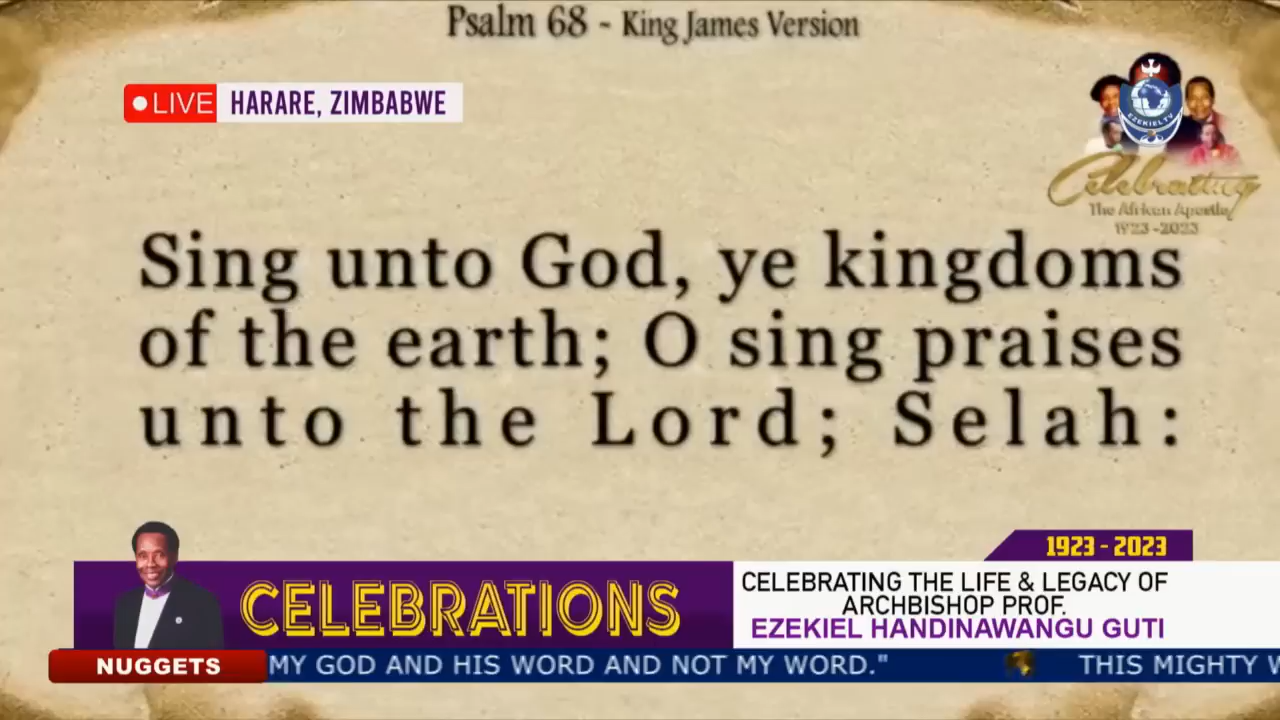 Psalm 68 - King James Version
LIVE HARARE, ZIMBABWE
EZEKIEL TV
Celebrating
The African Apostle
1923 -2023
Sing unto God, ye kingdoms
of the earth; O sing praises
unto the Lord; Selah:
1923 - 2023
CELEBRATIONS
CELEBRATING THE LIFE & LEGACY OF
ARCHBISHOP PROF.
EZEKIEL HANDINAWANGU GUTI
NUGGETS MY GOD AND HIS WORD AND NOT MY WORD." THIS MIGHTY W